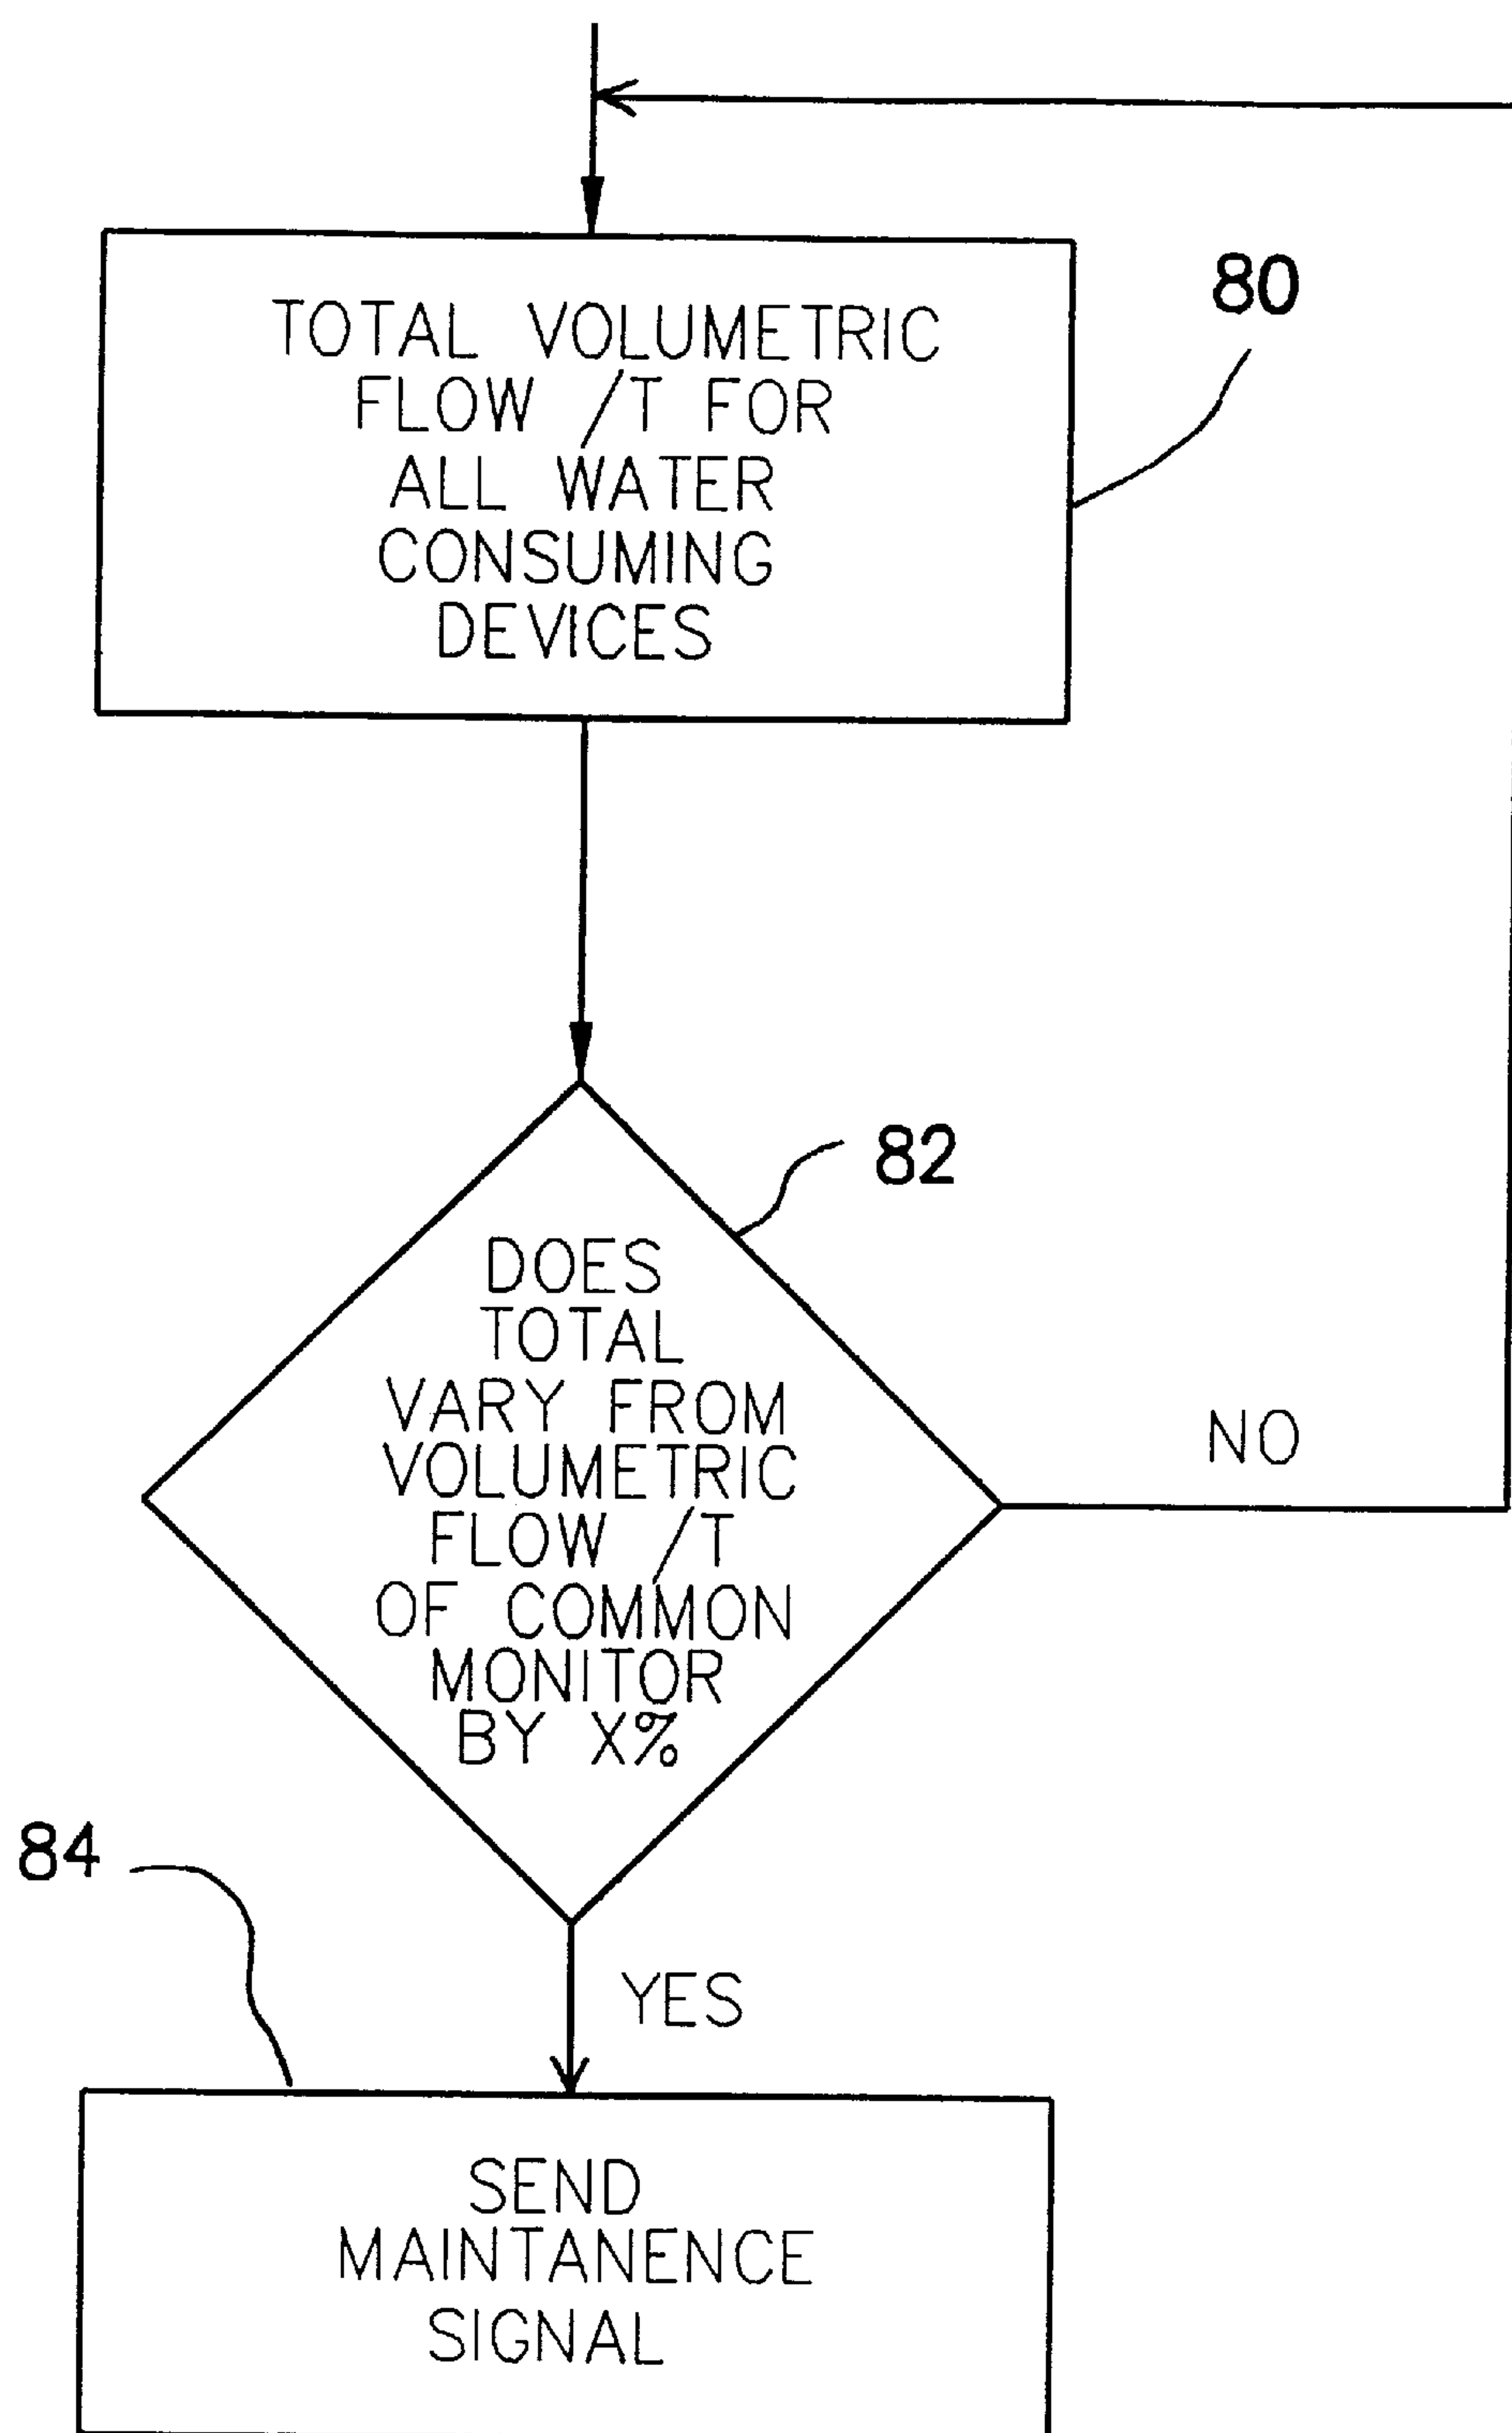 TOTAL VOLUMETRIC
FLOW /T FOR
ALL WATER
CONSUMING
DEVICES
80
82
DOES
TOTAL
VARY FROM
VOLUMETRIC
FLOW /T
OF COMMON
MONITOR
BY X%
NO
84
YES
SEND
MAINTANENCE
SIGNAL